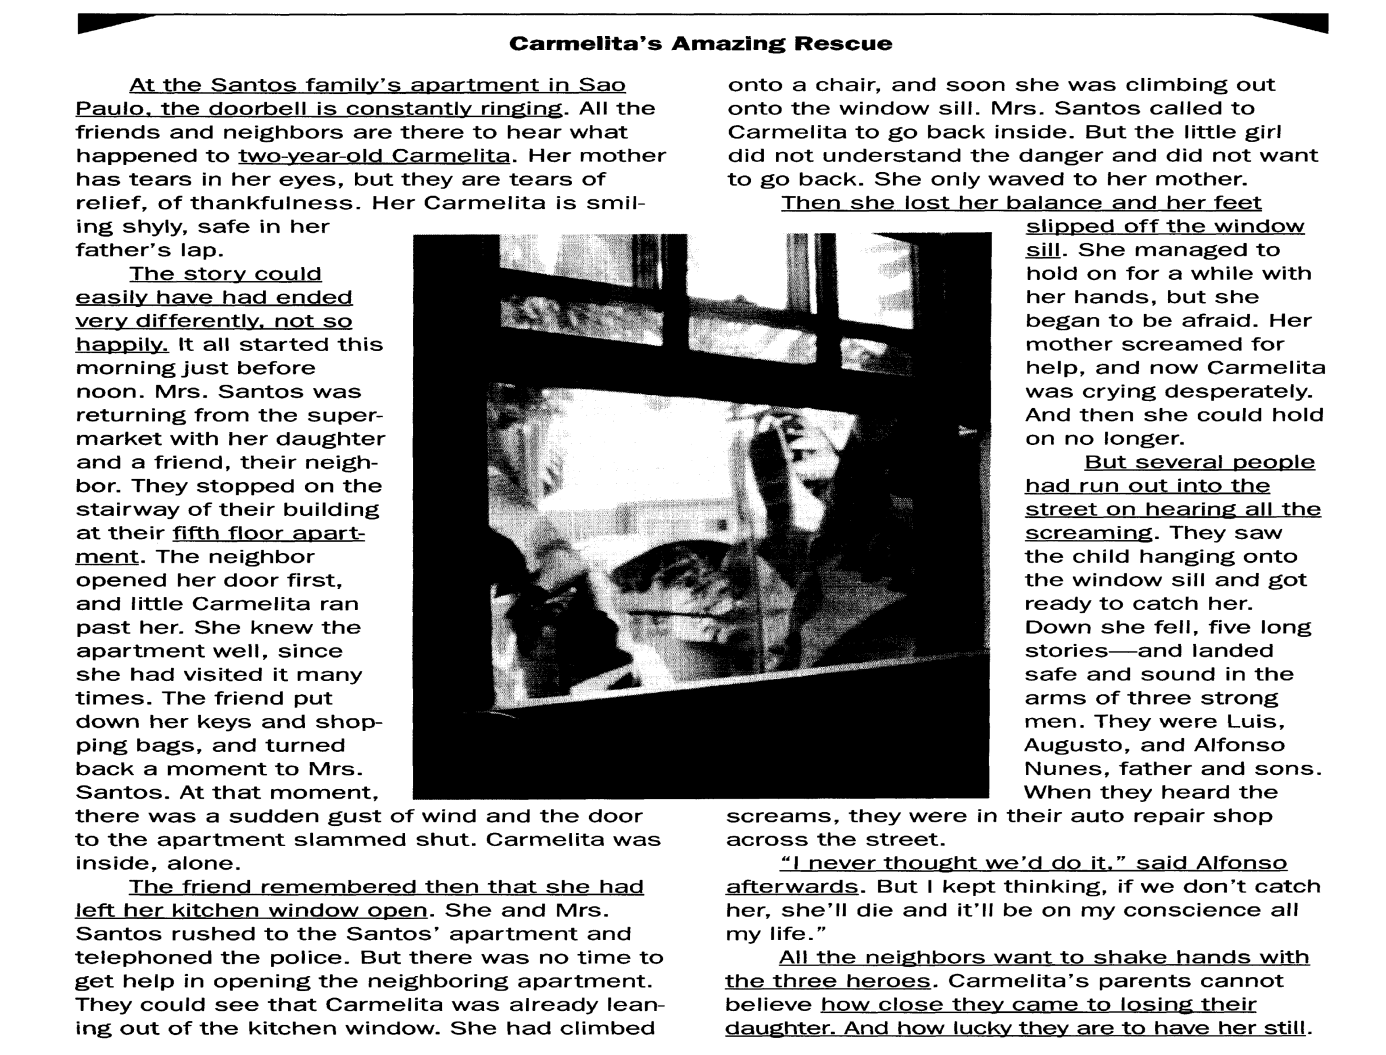 Carmelita's Amazing Rescue
At the Santos family's apartment in Sao
Paulo, the doorbell is constantly ringing. All the
friends and neighbors are there to hear what
happened to two-year-old Carmelita. Her mother
has tears in her eyes, but they are tears of
relief, of thankfulness. Her Carmelita is smil-
ing shyly, safe in her
father's lap.
The story could
easily have had ended
very differently, not so
happily. It all started this
morning just before
noon. Mrs. Santos was
returning from the super-
market with her daughter
and a friend, their neigh-
bor. They stopped on the
stairway of their building
at their fifth floor apart-
ment. The neighbor
opened her door first,
and little Carmelita ran
past her. She knew the
apartment well, since
she had visited it many
times. The friend put
down her keys and shop-
ping bags, and turned
back a moment to Mrs.
Santos. At that moment,
there was a sudden gust of wind and the door
to the apartment slammed shut. Carmelita was
inside, alone.
The friend remembered then that she had
left her kitchen window open. She and Mrs.
Santos rushed to the Santos' apartment and
telephoned the police. But there was no time to
get help in opening the neighboring apartment.
They could see that Carmelita was already lean-
ing out of the kitchen window. She had climbed
onto a chair, and soon she was climbing out
onto the window sill. Mrs. Santos called to
Carmelita to go back inside. But the little girl
did not understand the danger and did not want
to go back. She only waved to her mother.
Then she lost her balance and her feet
slipped off the window
sill. She managed to
hold on for a while with
her hands, but she
began to be afraid. Her
mother screamed for
help, and now Carmelita
was crying desperately.
And then she could hold
on no longer.
But several people
had run out into the
street on hearing all the
screaming. They saw
the child hanging onto
the window sill and got
ready to catch her.
Down she fell, five long
stories—and landed
safe and sound in the
arms of three strong
men. They were Luis,
Augusto, and Alfonso
Nunes, father and sons.
When they heard the
screams, they were in their auto repair shop
across the street.
"I never thought we'd do it," said Alfonso
afterwards. But I kept thinking, if we don't catch
her, she'll die and it'll be on my conscience all
my life."
All the neighbors want to shake hands with
the three heroes. Carmelita's parents cannot
believe how close they came to losing their
daughter. And how lucky they are to have her still.